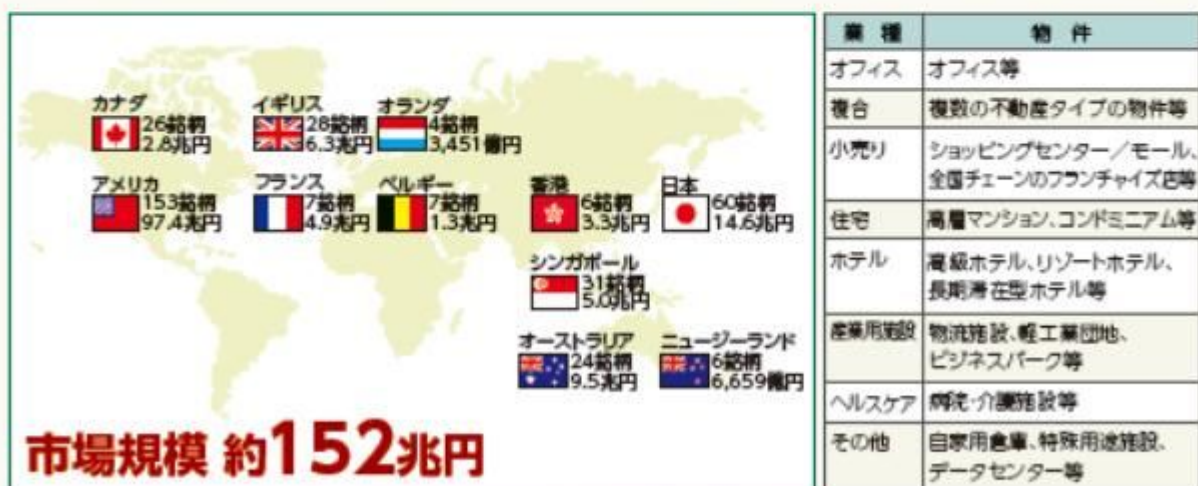 カナダ
26銘柄
2.8兆円
イギリス
28銘柄
6.3兆円
オランダ
4銘柄
3,451億円
アメリカ
153銘柄
97.4兆円
フランス
7銘柄
4.9兆円
ベルギー
7銘柄
1.3兆円
香港
6銘柄
3.3兆円
日本
60銘柄
14.6兆円
シンガポール
31銘柄
5.0兆円
オーストラリア
24銘柄
9.5兆円
ニュージーランド
6銘柄
6,659億円
市場規模 約152兆円
業 種 物 件
オフィス オフィス等
複合 複数の不動産タイプの物件等
小売り ショッピングセンター／モール、
全国チェーンのフランチャイズ店等
住宅 高層マンション、コンドミニアム等
ホテル 高級ホテル、リゾートホテル、
長期滞在型ホテル等
産業用施設 物流施設、軽工業団地、
ビジネスパーク等
ヘルスケア 病院・介護施設等
その他 自家用倉庫、特殊用途施設、
データセンター等